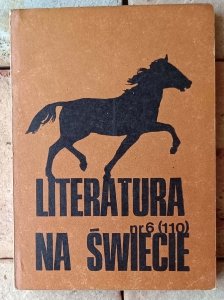 LITERATURA
nr 6 (110)
NA ŚWIECIE